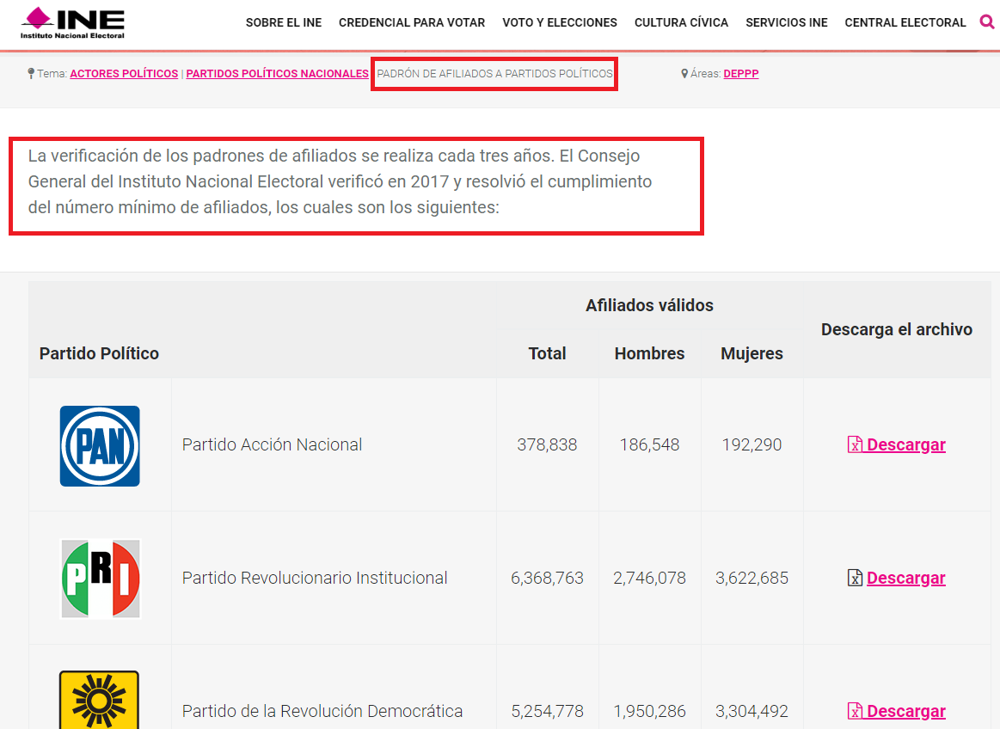 INE
Instituto Nacional Electoral
SOBRE EL INE CREDENCIAL PARA VOTAR VOTO Y ELECCIONES CULTURA CÍVICA SERVICIOS INE CENTRAL ELECTORAL
Tema: ACTORES POLÍTICOS | PARTIDOS POLÍTICOS NACIONALES PADRÓN DE AFILIADOS A PARTIDOS POLÍTICOS Áreas: DEPPP
La verificación de los padrones de afiliados se realiza cada tres años. El Consejo
General del Instituto Nacional Electoral verificó en 2017 y resolvió el cumplimiento
del número mínimo de afiliados, los cuales son los siguientes:
Afiliados válidos
Descarga el archivo
Partido Político Total Hombres Mujeres
PAN Partido Acción Nacional 378,838 186,548 192,290 Descargar
PRI Partido Revolucionario Institucional 6,368,763 2,746,078 3,622,685 Descargar
Partido de la Revolución Democrática 5,254,778 1,950,286 3,304,492 Descargar